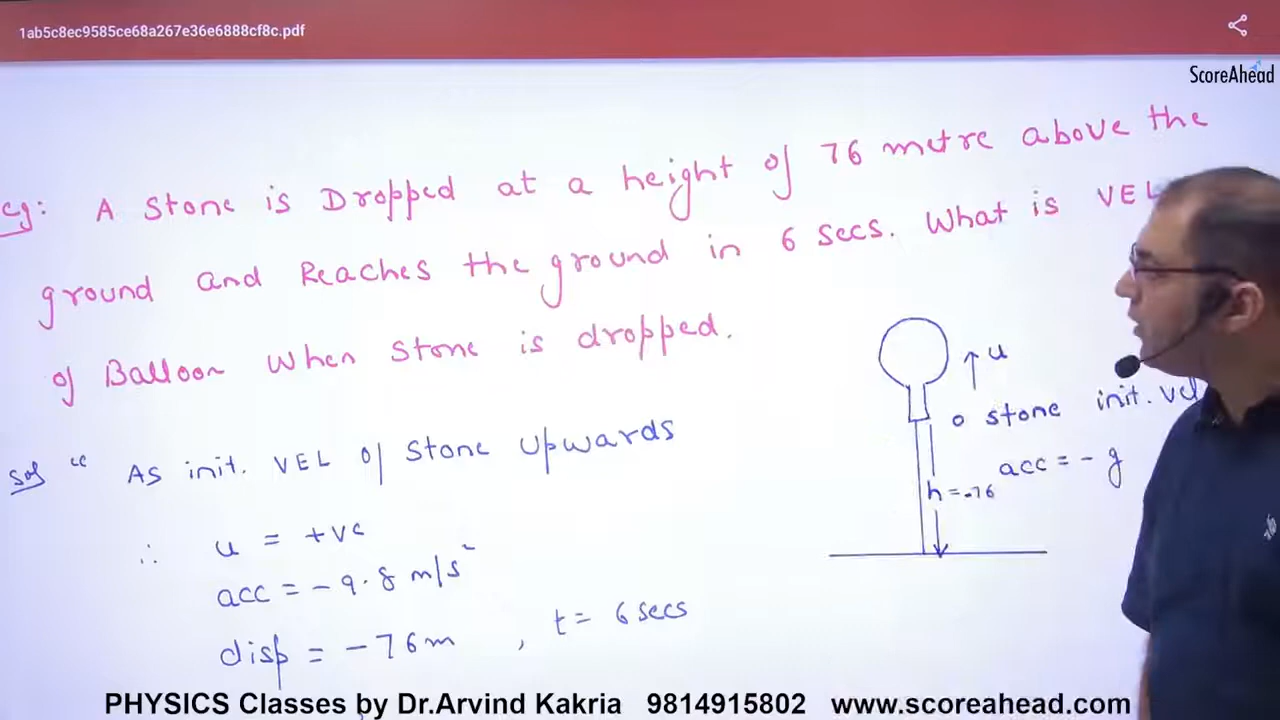 1ab5c8ec9585ce68a267e36e6888cf8c.pdf
ScoreAhead
eg: A Stone is Dropped at a height of 76 metre above the
ground and Reaches the ground in 6 secs. What is VEL
of Balloon when stone is dropped.
Sol " As init. VEL of Stone upwards
∴ u = +ve
acc = -9.8 m/s²
disp = -76m , t = 6 secs
↑ u
o stone init. vel
acc = -g
h = -76
PHYSICS Classes by Dr.Arvind Kakria 9814915802 www.scoreahead.com